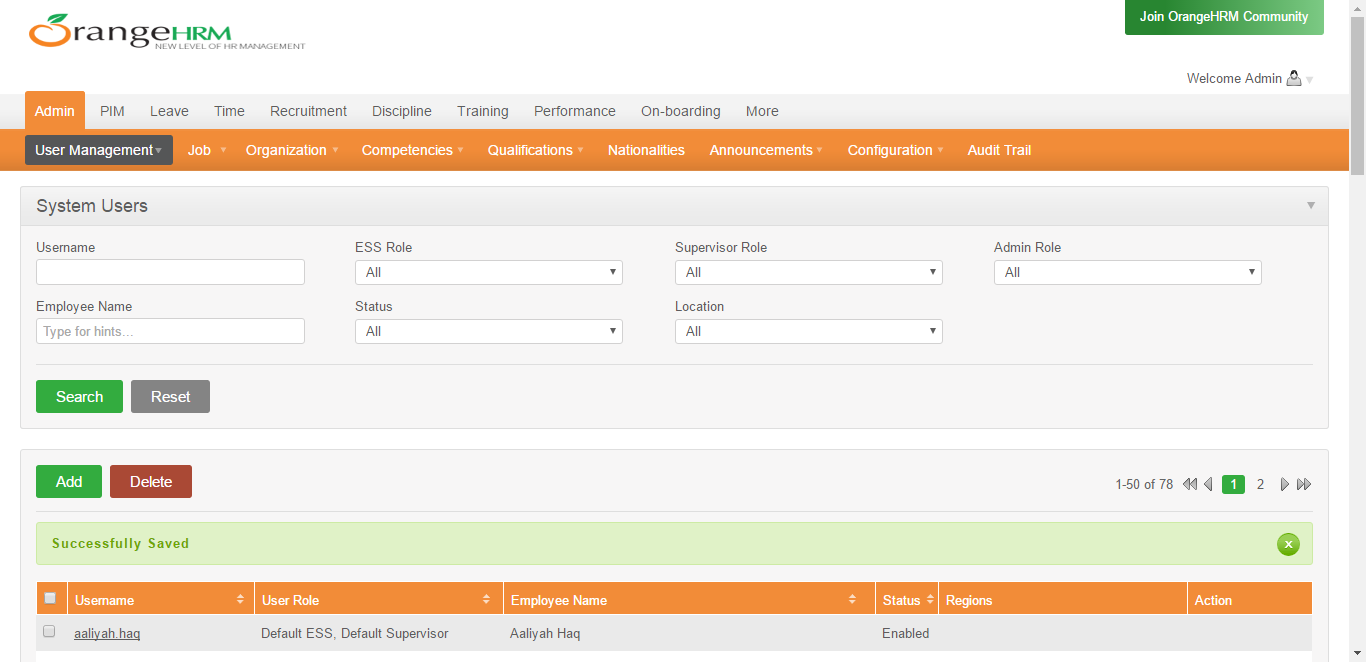 OrangeHRM
NEW LEVEL OF HR MANAGEMENT
Join OrangeHRM Community
Welcome Admin
Admin PIM Leave Time Recruitment Discipline Training Performance On-boarding More
User Management Job Organization Competencies Qualifications Nationalities Announcements Configuration Audit Trail
System Users
Username ESS Role Supervisor Role Admin Role
All All All
Employee Name Status Location
Type for hints... All All
Search Reset
Add Delete 1-50 of 78 1 2
Successfully Saved x
Username User Role Employee Name Status Regions Action
aaliyah.haq Default ESS, Default Supervisor Aaliyah Haq Enabled